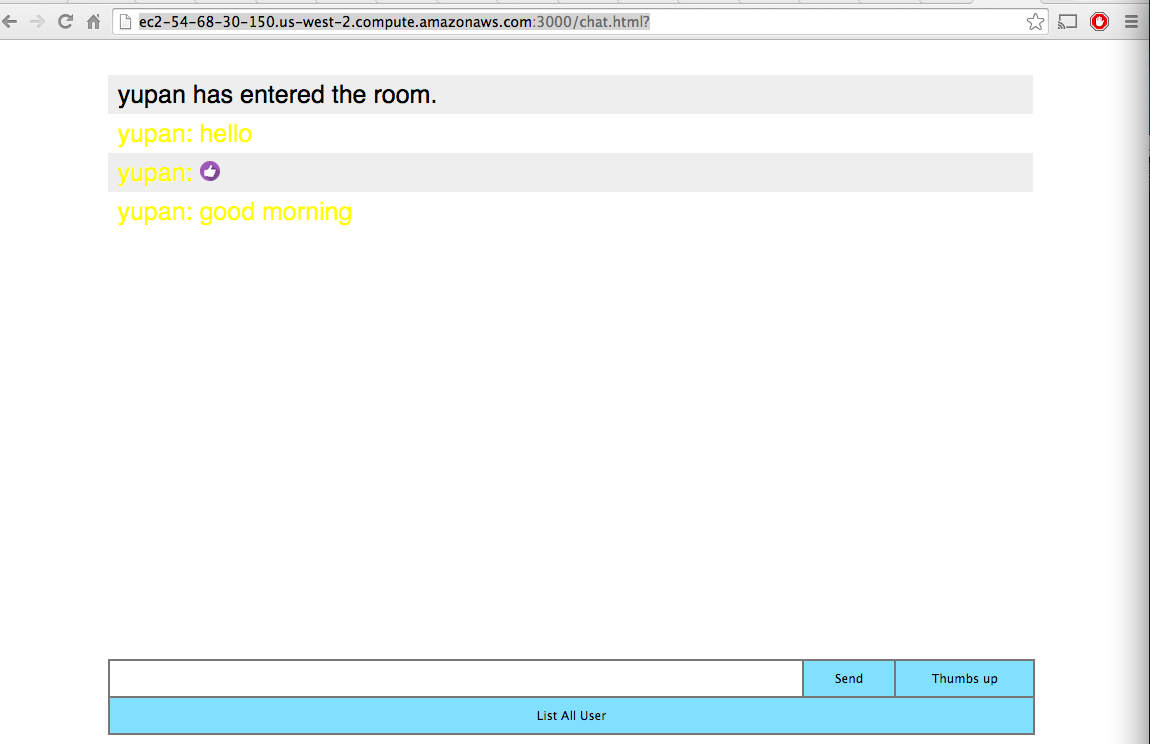 ec2-54-68-30-150.us-west-2.compute.amazonaws.com:3000/chat.html?
yupan has entered the room.
yupan: hello
yupan:
yupan: good morning
Send Thumbs up
List All User